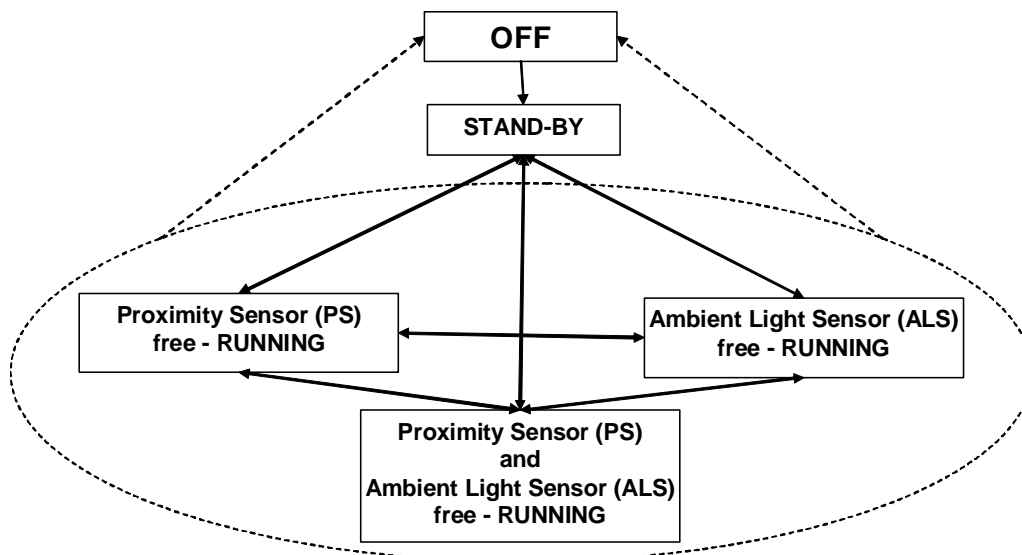 OFF
STAND-BY
Proximity Sensor (PS)
free - RUNNING
Ambient Light Sensor (ALS)
free - RUNNING
Proximity Sensor (PS)
and
Ambient Light Sensor (ALS)
free - RUNNING